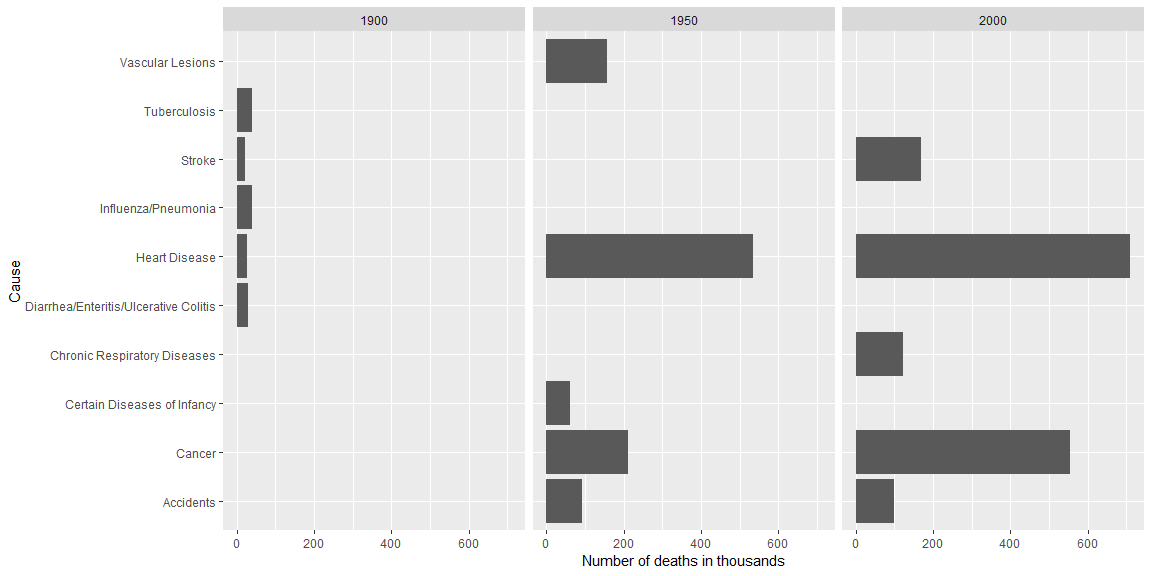 1900 1950 2000
Vascular Lesions
Tuberculosis
Stroke
Influenza/Pneumonia
Heart Disease
Diarrhea/Enteritis/Ulcerative Colitis
Chronic Respiratory Diseases
Certain Diseases of Infancy
Cancer
Accidents
Cause
0 200 400 600 0 200 400 600 0 200 400 600
Number of deaths in thousands